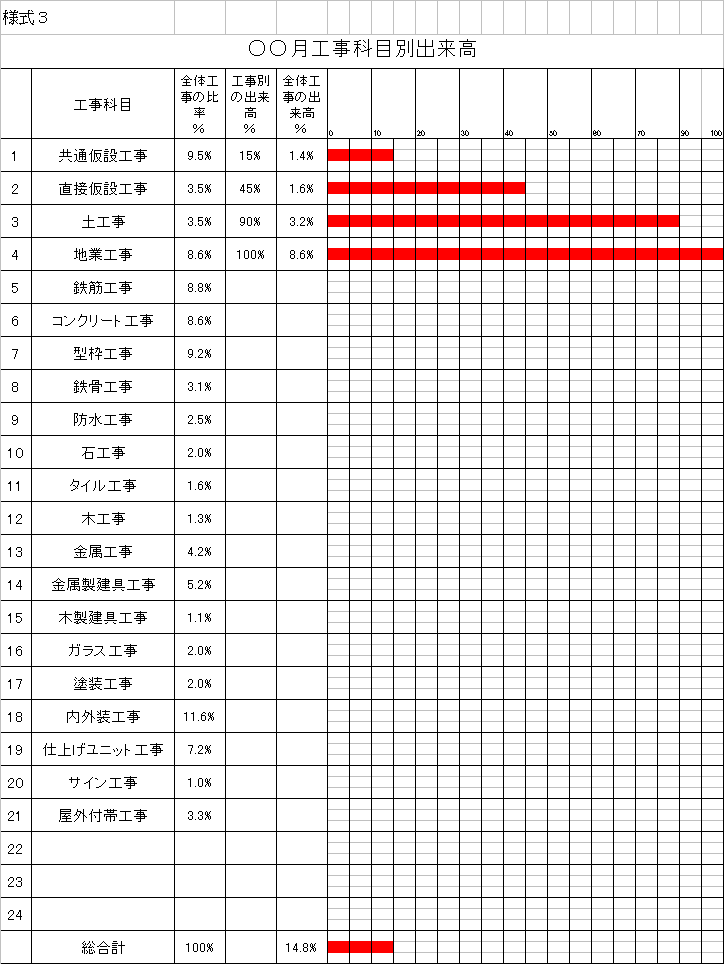 様式３
〇〇月工事科目別出来高
工事科目 全体工事の比率 % 工事別の出来高 % 全体工事の出来高 % 0 10 20 30 40 50 60 70 80 90 100
1 共通仮設工事 9.5% 15% 1.4%
2 直接仮設工事 3.5% 45% 1.6%
3 土工事 3.5% 90% 3.2%
4 地業工事 8.6% 100% 8.6%
5 鉄筋工事 8.8%
6 コンクリート工事 8.6%
7 型枠工事 9.2%
8 鉄骨工事 3.1%
9 防水工事 2.5%
10 石工事 2.0%
11 タイル工事 1.6%
12 木工事 1.3%
13 金属工事 4.2%
14 金属製建具工事 5.2%
15 木製建具工事 1.1%
16 ガラス工事 2.0%
17 塗装工事 2.0%
18 内外装工事 11.6%
19 仕上げユニット工事 7.2%
20 サイン工事 1.0%
21 屋外付帯工事 3.3%
22
23
24
総合計 100% 14.8%